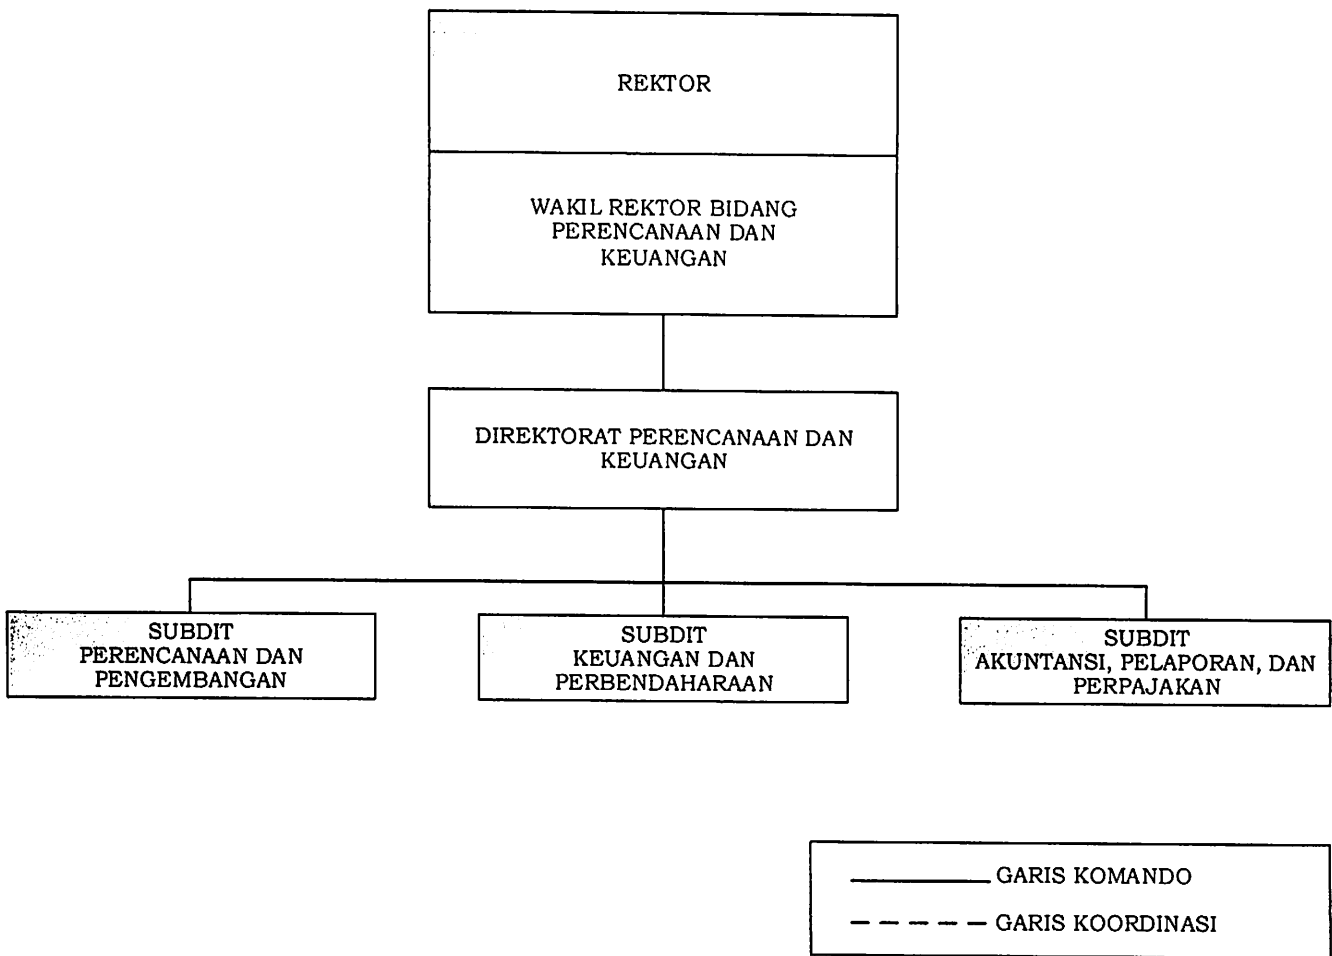 REKTOR
WAKIL REKTOR BIDANG
PERENCANAAN DAN
KEUANGAN
DIREKTORAT PERENCANAAN DAN
KEUANGAN
SUBDIT
PERENCANAAN DAN
PENGEMBANGAN
SUBDIT
KEUANGAN DAN
PERBENDAHARAAN
SUBDIT
AKUNTANSI, PELAPORAN, DAN
PERPAJAKAN
GARIS KOMANDO
GARIS KOORDINASI